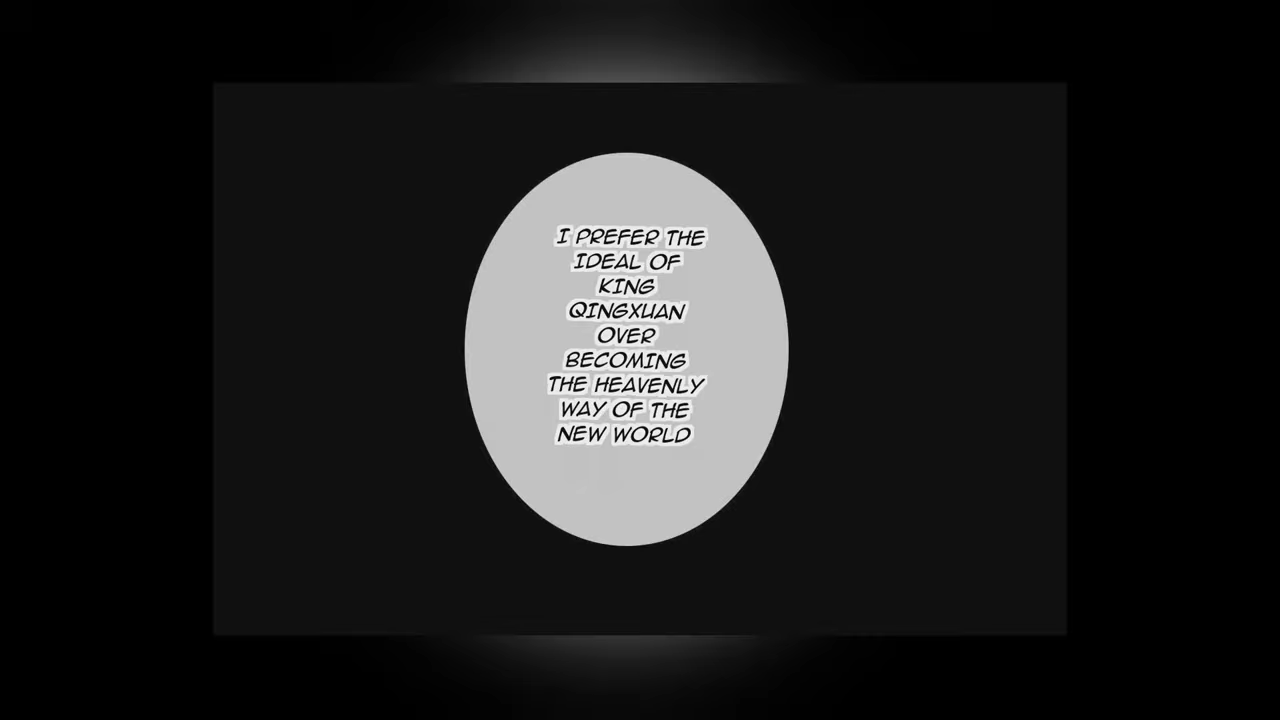 I PREFER THE
IDEAL OF
KING
QINGXUAN
OVER
BECOMING
THE HEAVENLY
WAY OF THE
NEW WORLD